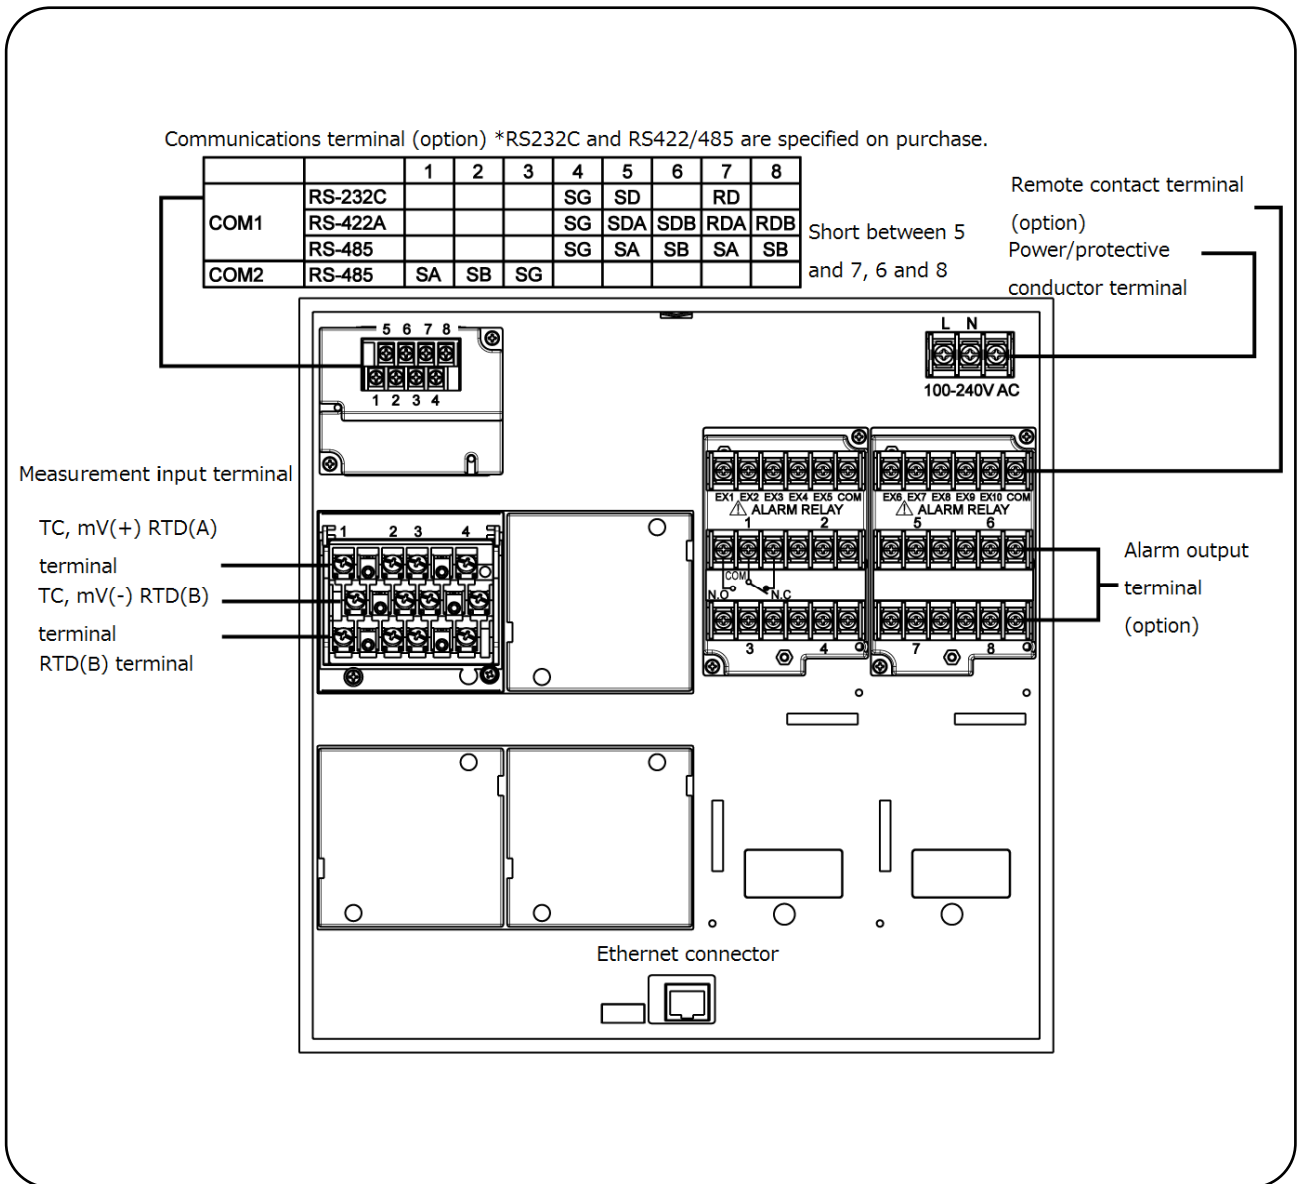 Communications terminal (option) *RS232C and RS422/485 are specified on purchase.
1 2 3 4 5 6 7 8
COM1 RS-232C SG SD RD
RS-422A SG SDA SDB RDA RDB
RS-485 SG SA SB SA SB
COM2 RS-485 SA SB SG
Short between 5
and 7, 6 and 8
Remote contact terminal
(option)
Power/protective
conductor terminal
5 6 7 8
1 2 3 4
L N
100-240V AC
Measurement input terminal
TC, mV(+) RTD(A)
terminal
TC, mV(-) RTD(B)
terminal
RTD(B) terminal
1 2 3 4
EX1 EX2 EX3 EX4 EX5 COM
⚠ ALARM RELAY
1 2
COM
N.O N.C
3 4
EX6 EX7 EX8 EX9 EX10 COM
⚠ ALARM RELAY
5 6
7 8
Alarm output
terminal
(option)
Ethernet connector